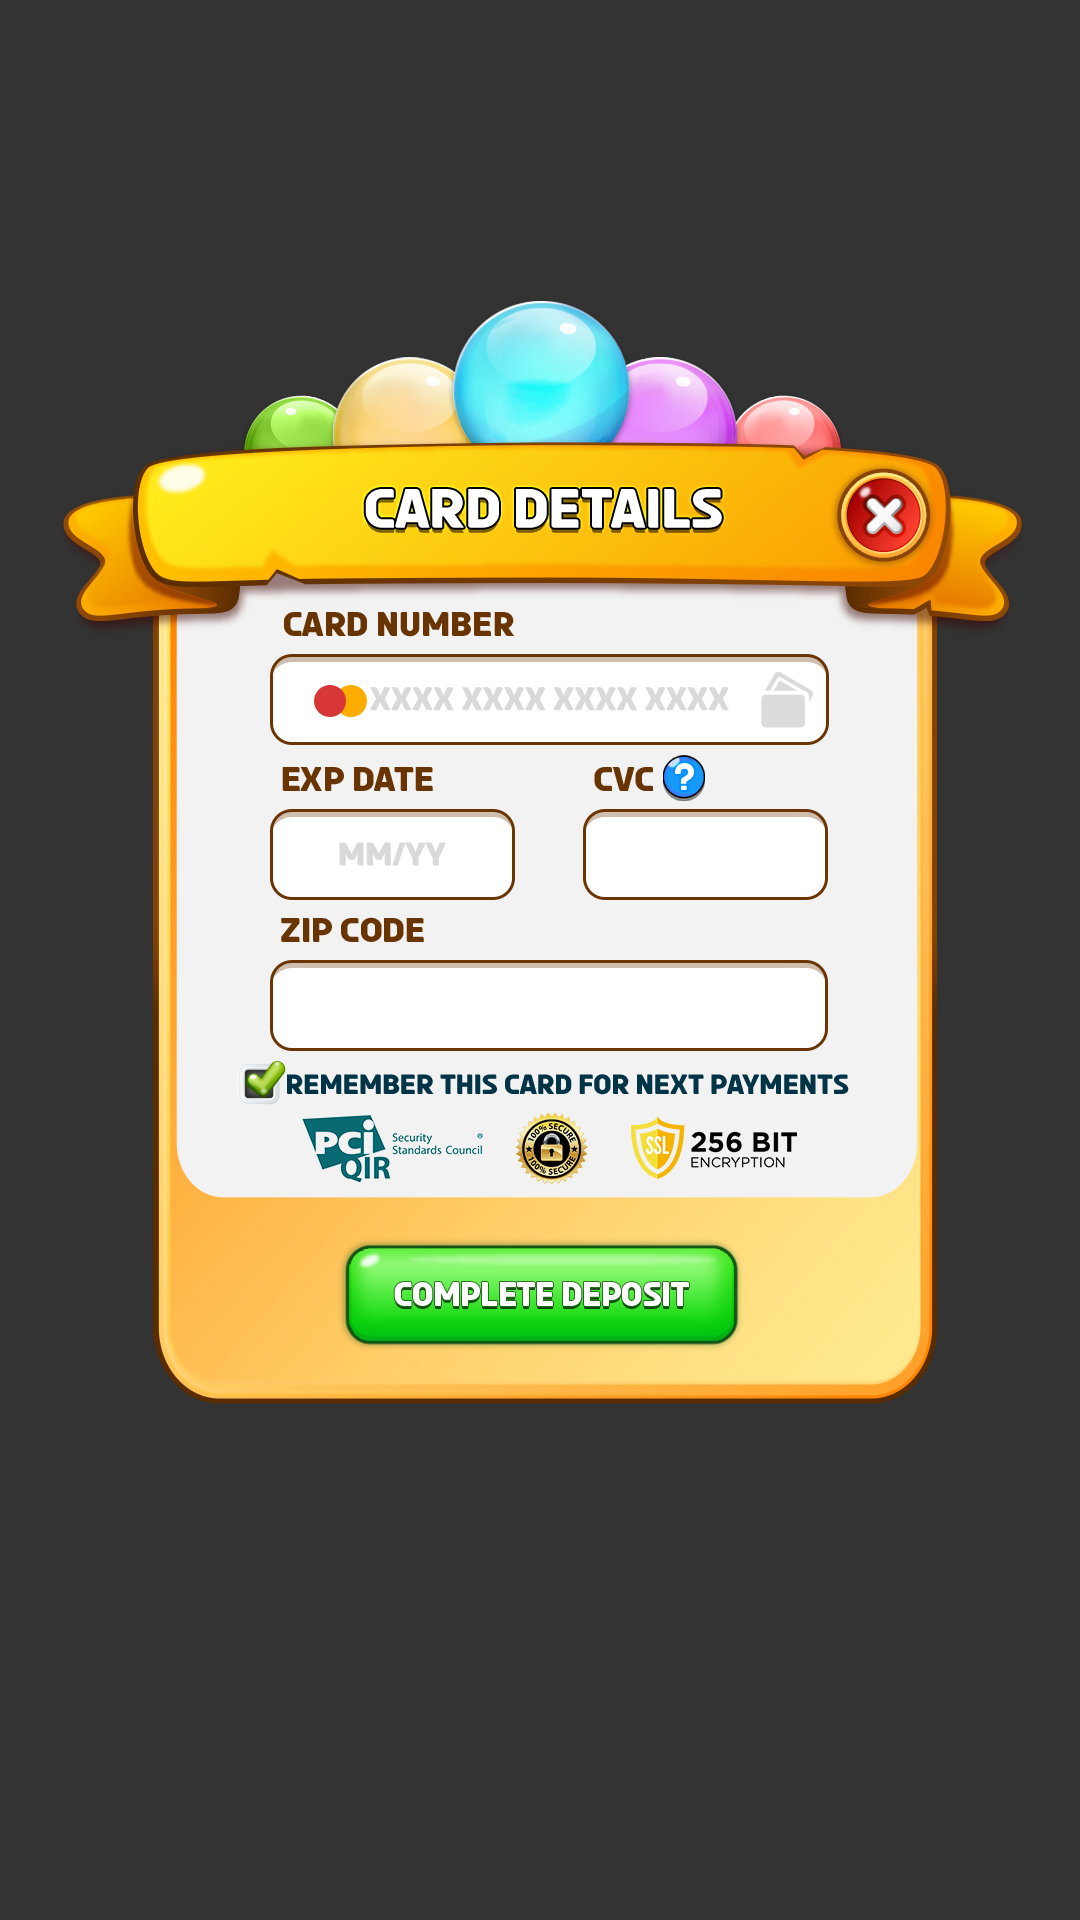 CARD DETAILS
CARD NUMBER
XXXX XXXX XXXX XXXX
EXP DATE
CVC ?
MM/YY
ZIP CODE
REMEMBER THIS CARD FOR NEXT PAYMENTS
PCi QIR
Security ®
Standards Council
100% SECURE
100% SECURE
SSL
256 BIT
ENCRYPTION
COMPLETE DEPOSIT